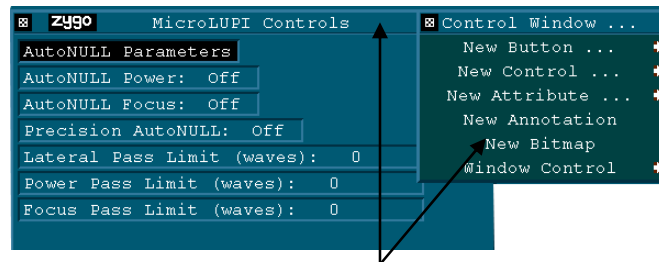 zygo MicroLUPI Controls
AutoNULL Parameters
AutoNULL Power: Off
AutoNULL Focus: Off
Precision AutoNULL: Off
Lateral Pass Limit (waves): 0
Power Pass Limit (waves): 0
Focus Pass Limit (waves): 0
Control Window ...
New Button ...
New Control ...
New Attribute ...
New Annotation
New Bitmap
Window Control